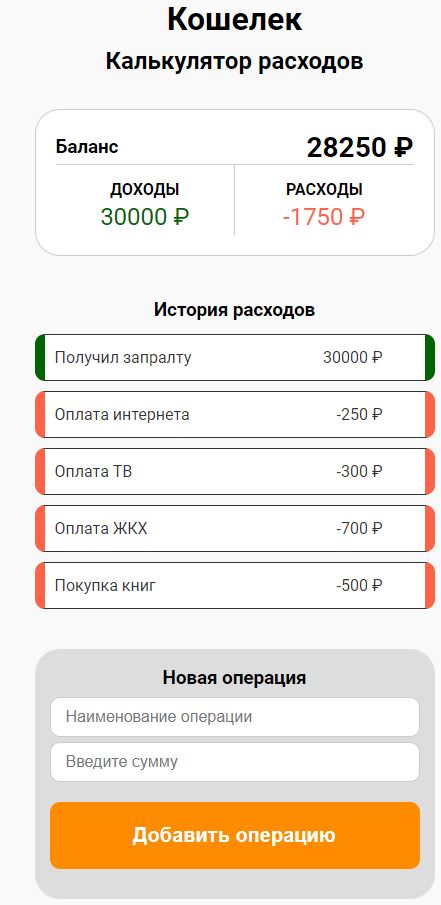 Кошелек
Калькулятор расходов
Баланс 28250 ₽
ДОХОДЫ РАСХОДЫ
30000 ₽ -1750 ₽
История расходов
Получил запралту 30000 ₽
Оплата интернета -250 ₽
Оплата ТВ -300 ₽
Оплата ЖКХ -700 ₽
Покупка книг -500 ₽
Новая операция
Наименование операции
Введите сумму
Добавить операцию